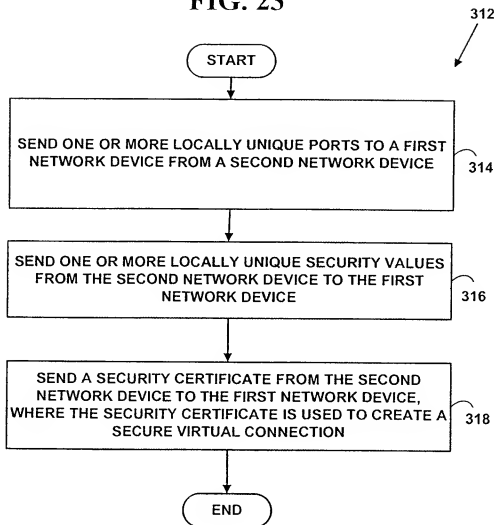 FIG. 23
312
START
SEND ONE OR MORE LOCALLY UNIQUE PORTS TO A FIRST
NETWORK DEVICE FROM A SECOND NETWORK DEVICE
314
SEND ONE OR MORE LOCALLY UNIQUE SECURITY VALUES
FROM THE SECOND NETWORK DEVICE TO THE FIRST
NETWORK DEVICE
316
SEND A SECURITY CERTIFICATE FROM THE SECOND
NETWORK DEVICE TO THE FIRST NETWORK DEVICE,
WHERE THE SECURITY CERTIFICATE IS USED TO CREATE A
SECURE VIRTUAL CONNECTION
318
END